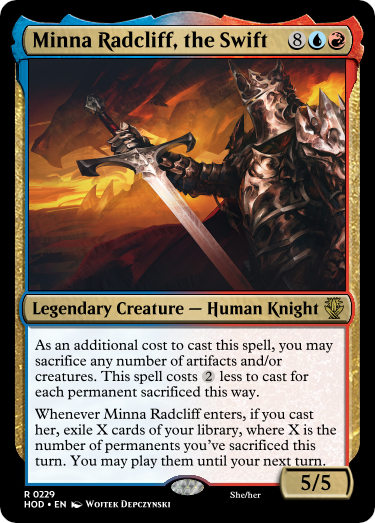 Minna Radcliff, the Swift 8
Legendary Creature — Human Knight
As an additional cost to cast this spell, you may
sacrifice any number of artifacts and/or
creatures. This spell costs 2 less to cast for
each permanent sacrificed this way.
Whenever Minna Radcliff enters, if you cast
her, exile X cards of your library, where X is the
number of permanents you've sacrificed this
turn. You may play them until your next turn.
5/5
R 0229
HOD • EN Wojtek Depczynski
She/her